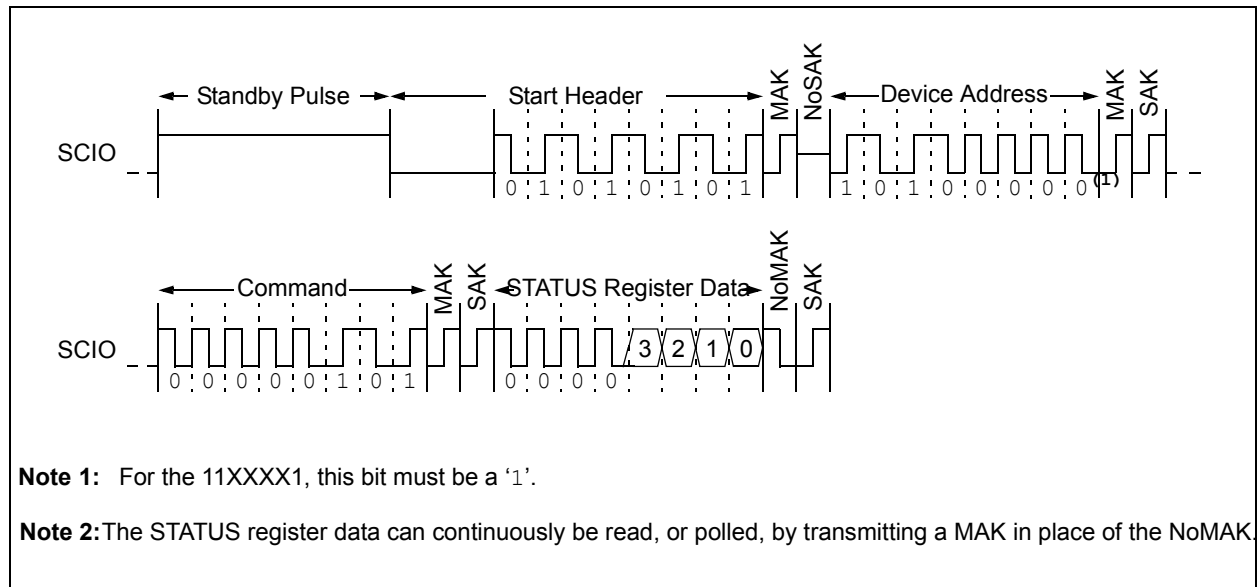 Standby Pulse Start Header MAK NoSAK Device Address MAK SAK
SCIO
0 1 0 1 0 1 0 1 1 0 1 0 0 0 0 0(1)
Command MAK SAK STATUS Register Data NoMAK SAK
SCIO
3 2 1 0
0 0 0 0 0 1 0 1 0 0 0 0
Note 1: For the 11XXXX1, this bit must be a ‘1’.
Note 2:The STATUS register data can continuously be read, or polled, by transmitting a MAK in place of the NoMAK.